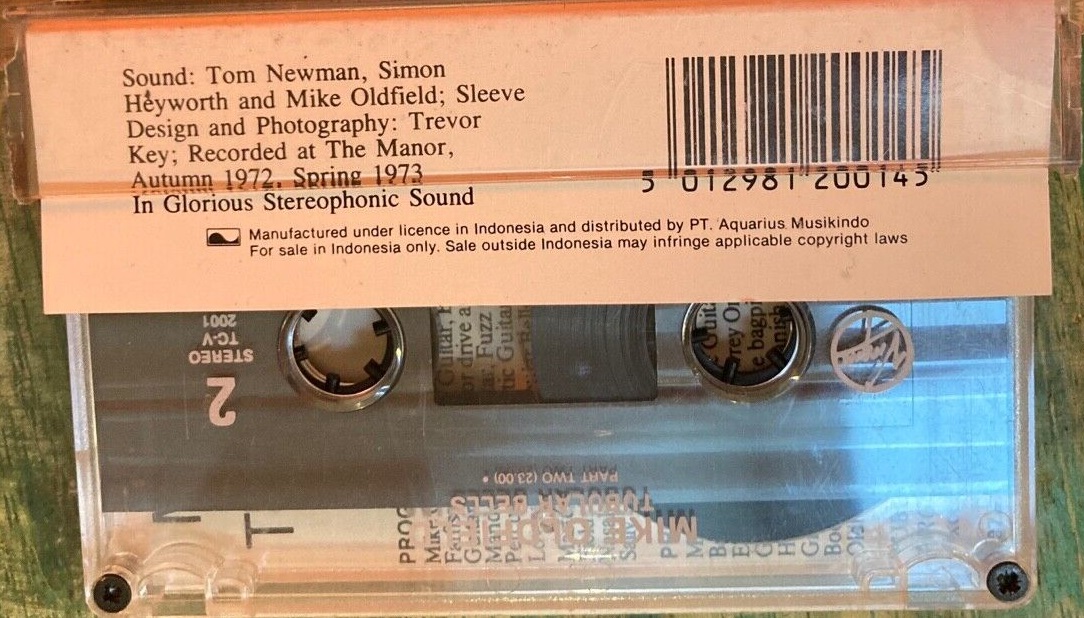 Sound: Tom Newman, Simon
Heyworth and Mike Oldfield; Sleeve
Design and Photography: Trevor
Key; Recorded at The Manor,
Autumn 1972, Spring 1973
In Glorious Stereophonic Sound
5 012981 200145
Manufactured under licence in Indonesia and distributed by PT. Aquarius Musikindo
For sale in Indonesia only. Sale outside Indonesia may infringe applicable copyright laws
2
STEREO
TC-V
2001
Virgin
MIKE OLDFIELD
TUBULAR BELLS
PART TWO (23.00) •